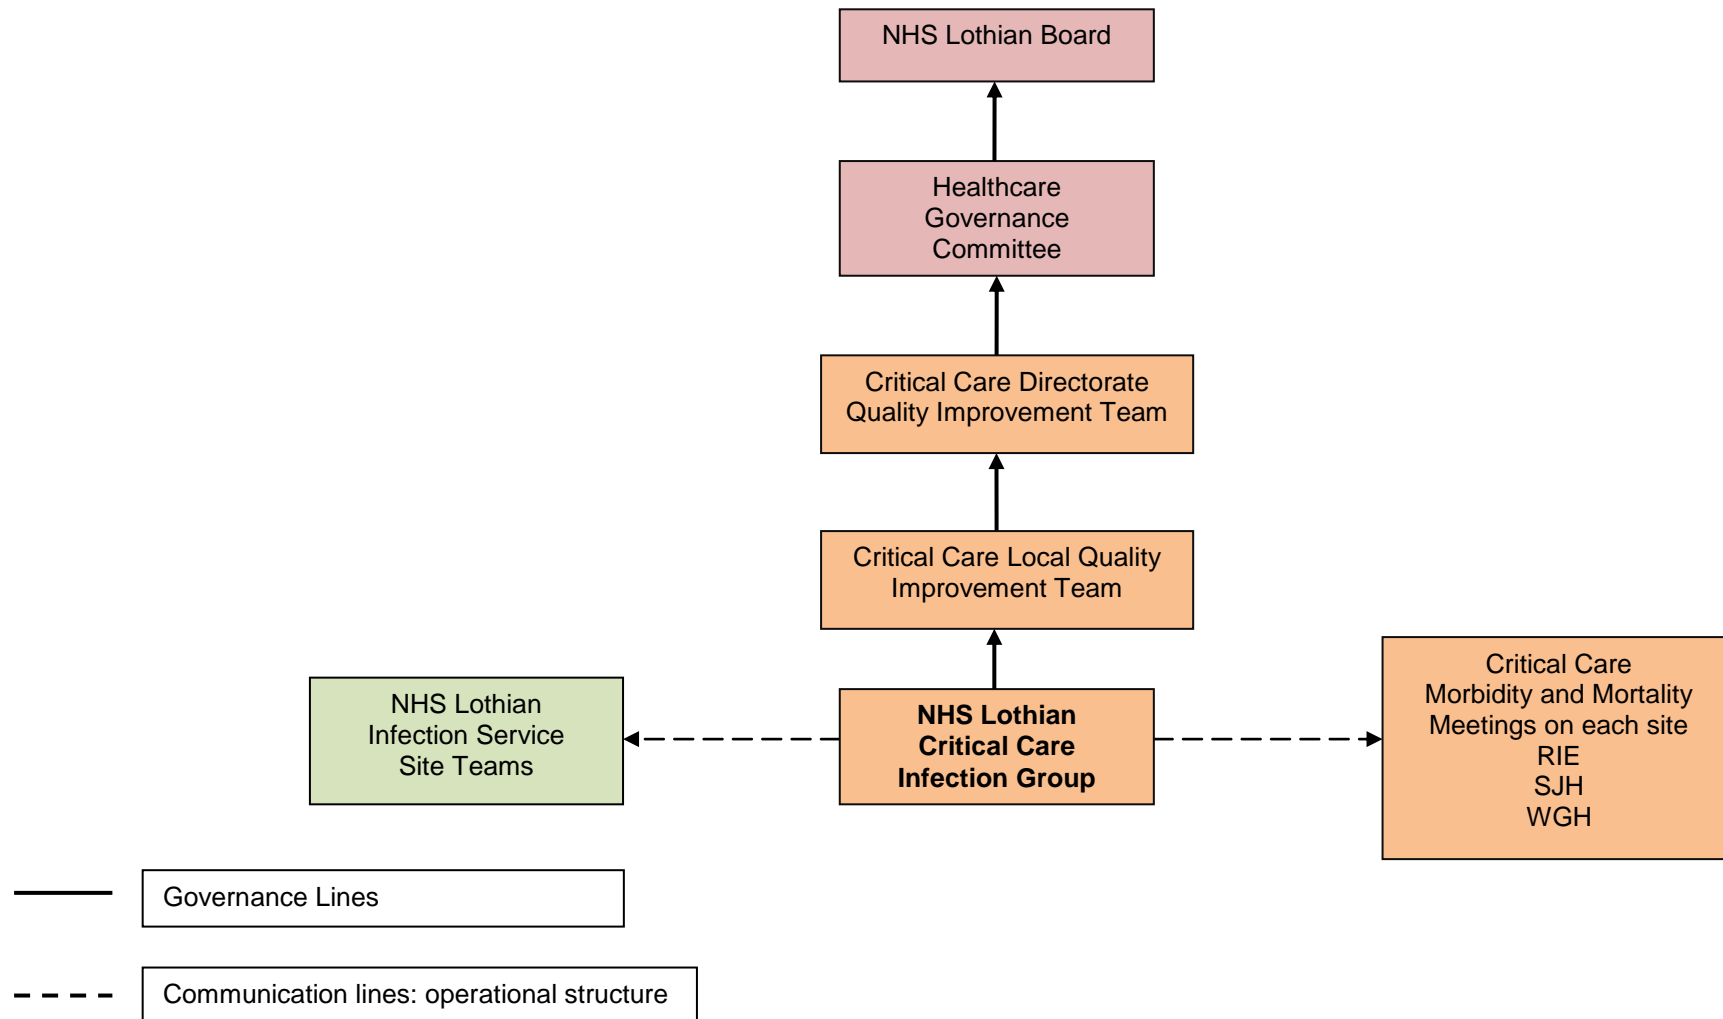 NHS Lothian Board
Healthcare
Governance
Committee
Critical Care Directorate
Quality Improvement Team
Critical Care Local Quality
Improvement Team
NHS Lothian
Infection Service
Site Teams
NHS Lothian
Critical Care
Infection Group
Critical Care
Morbidity and Mortality
Meetings on each site
RIE
SJH
WGH
Governance Lines
Communication lines: operational structure